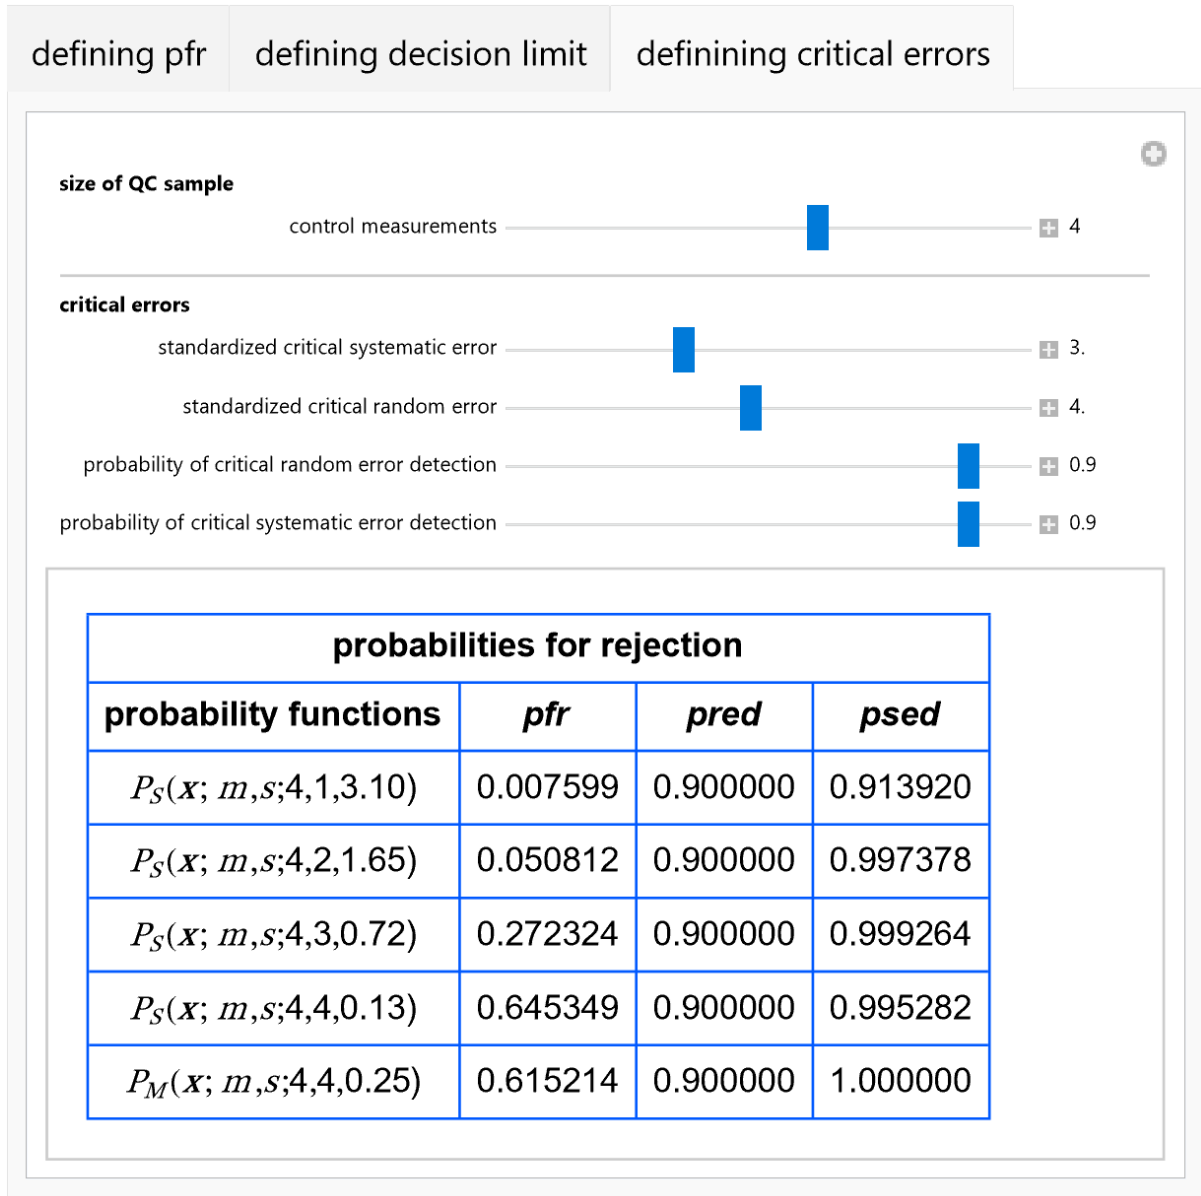 defining pfr defining decision limit definining critical errors
size of QC sample
control measurements 4
critical errors
standardized critical systematic error 3.
standardized critical random error 4.
probability of critical random error detection 0.9
probability of critical systematic error detection 0.9
probabilities for rejection
probability functions pfr pred psed
P_S(x; m,s;4,1,3.10) 0.007599 0.900000 0.913920
P_S(x; m,s;4,2,1.65) 0.050812 0.900000 0.997378
P_S(x; m,s;4,3,0.72) 0.272324 0.900000 0.999264
P_S(x; m,s;4,4,0.13) 0.645349 0.900000 0.995282
P_M(x; m,s;4,4,0.25) 0.615214 0.900000 1.000000